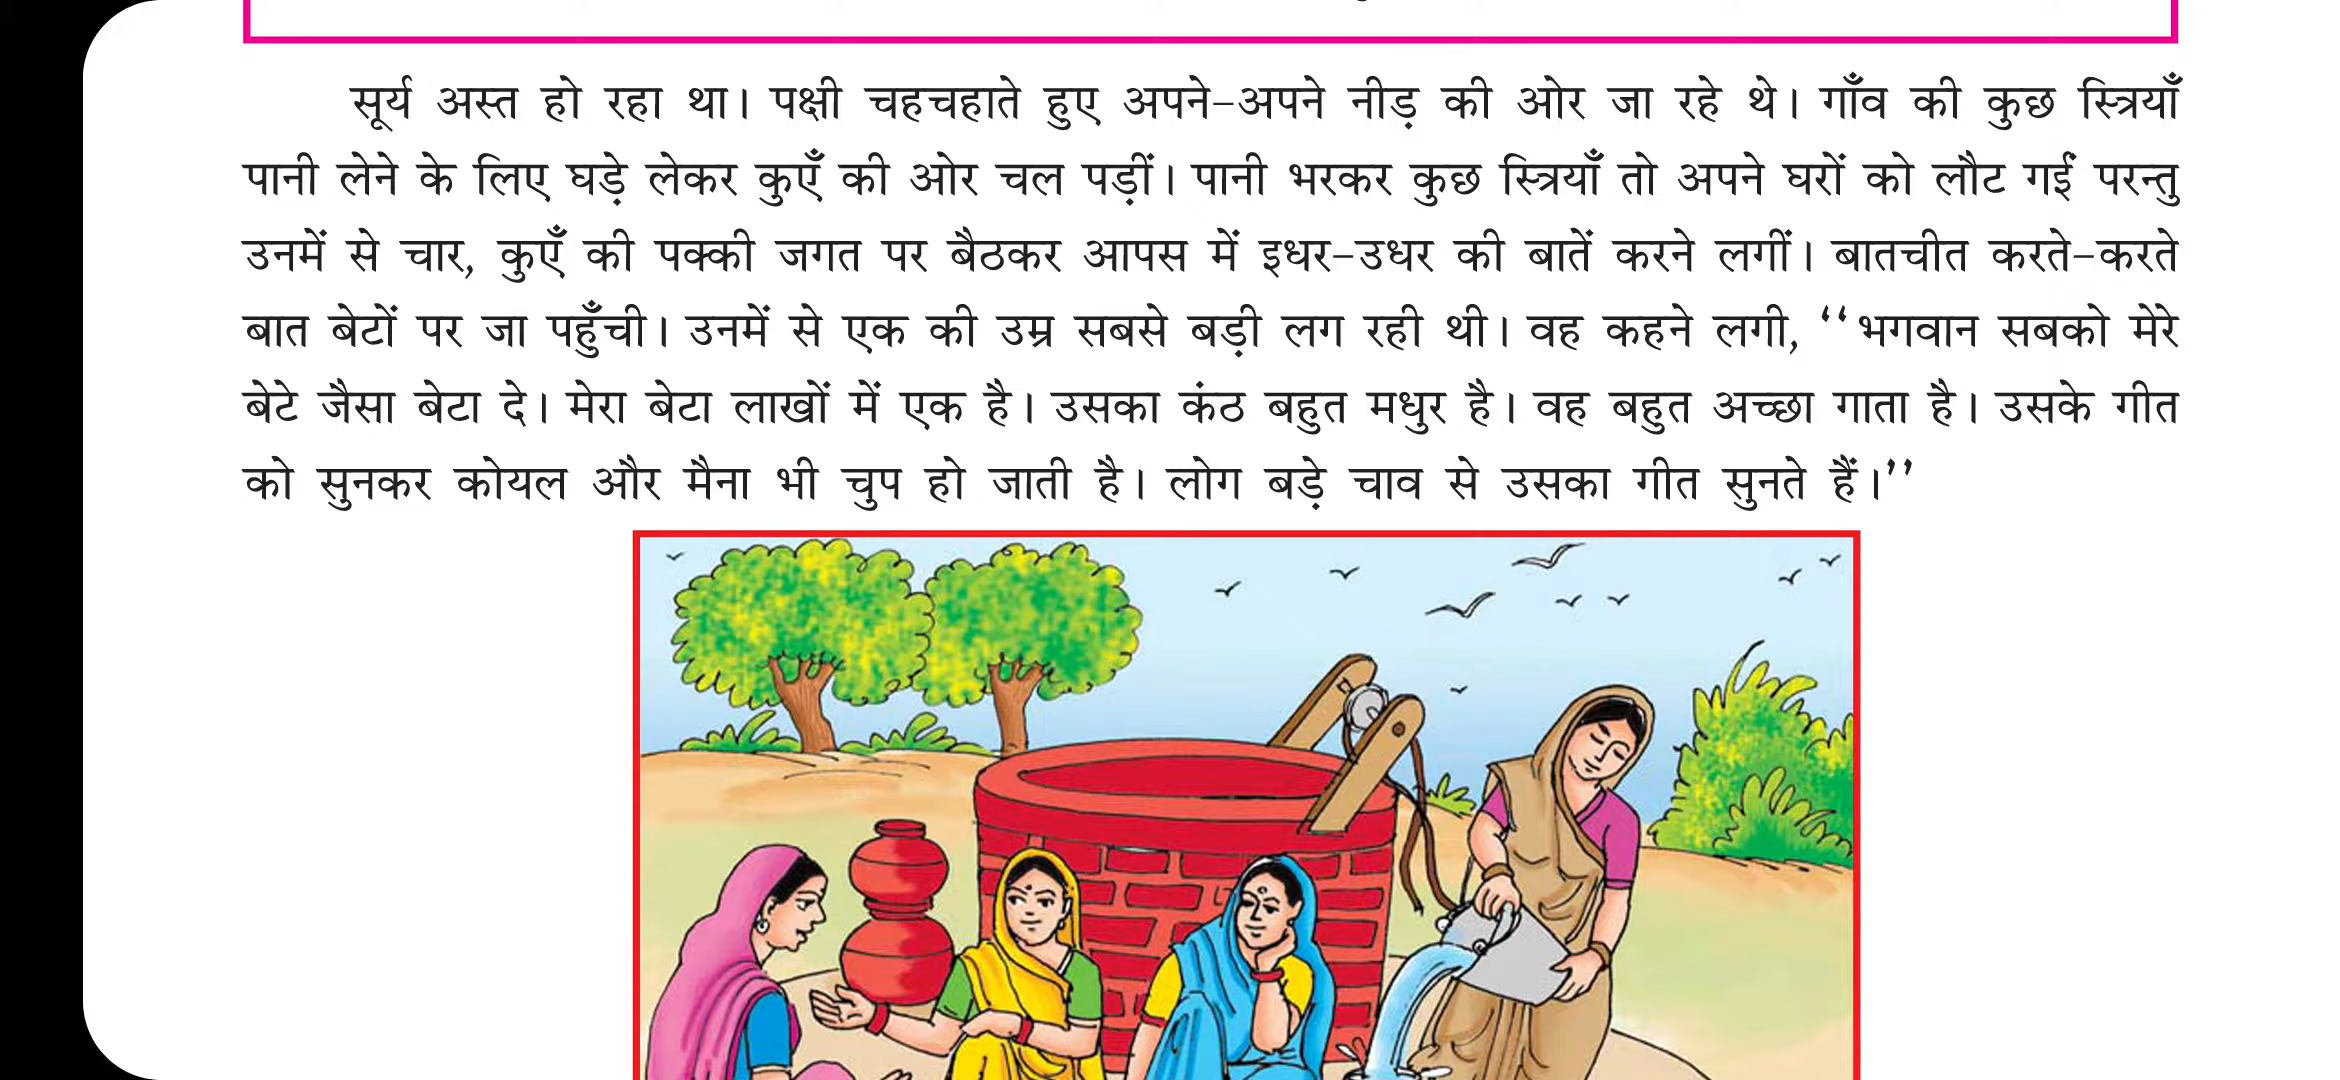 सूर्य अस्त हो रहा था। पक्षी चहचहाते हुए अपने-अपने नीड़ की ओर जा रहे थे। गाँव की कुछ स्त्रियाँ
पानी लेने के लिए घड़े लेकर कुएँ की ओर चल पड़ीं। पानी भरकर कुछ स्त्रियाँ तो अपने घरों को लौट गईं परन्तु
उनमें से चार, कुएँ की पक्की जगत पर बैठकर आपस में इधर-उधर की बातें करने लगीं। बातचीत करते-करते
बात बेटों पर जा पहुँची। उनमें से एक की उम्र सबसे बड़ी लग रही थी। वह कहने लगी, ‘‘भगवान सबको मेरे
बेटे जैसा बेटा दे। मेरा बेटा लाखों में एक है। उसका कंठ बहुत मधुर है। वह बहुत अच्छा गाता है। उसके गीत
को सुनकर कोयल और मैना भी चुप हो जाती है। लोग बड़े चाव से उसका गीत सुनते हैं।’’